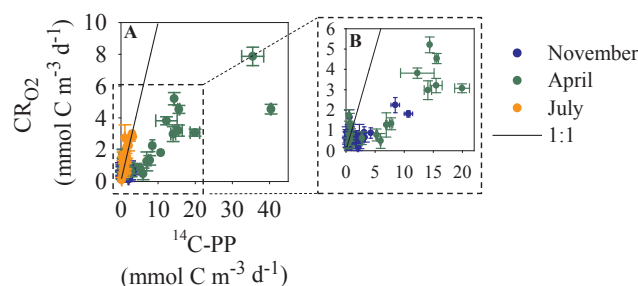 A
B
CR_O2
(mmol C m⁻³ d⁻¹)
10
8
6
4
2
0
0 10 20 30 40
¹⁴C-PP
(mmol C m⁻³ d⁻¹)
6
5
4
3
2
1
0
0 5 10 15 20
November
April
July
1:1